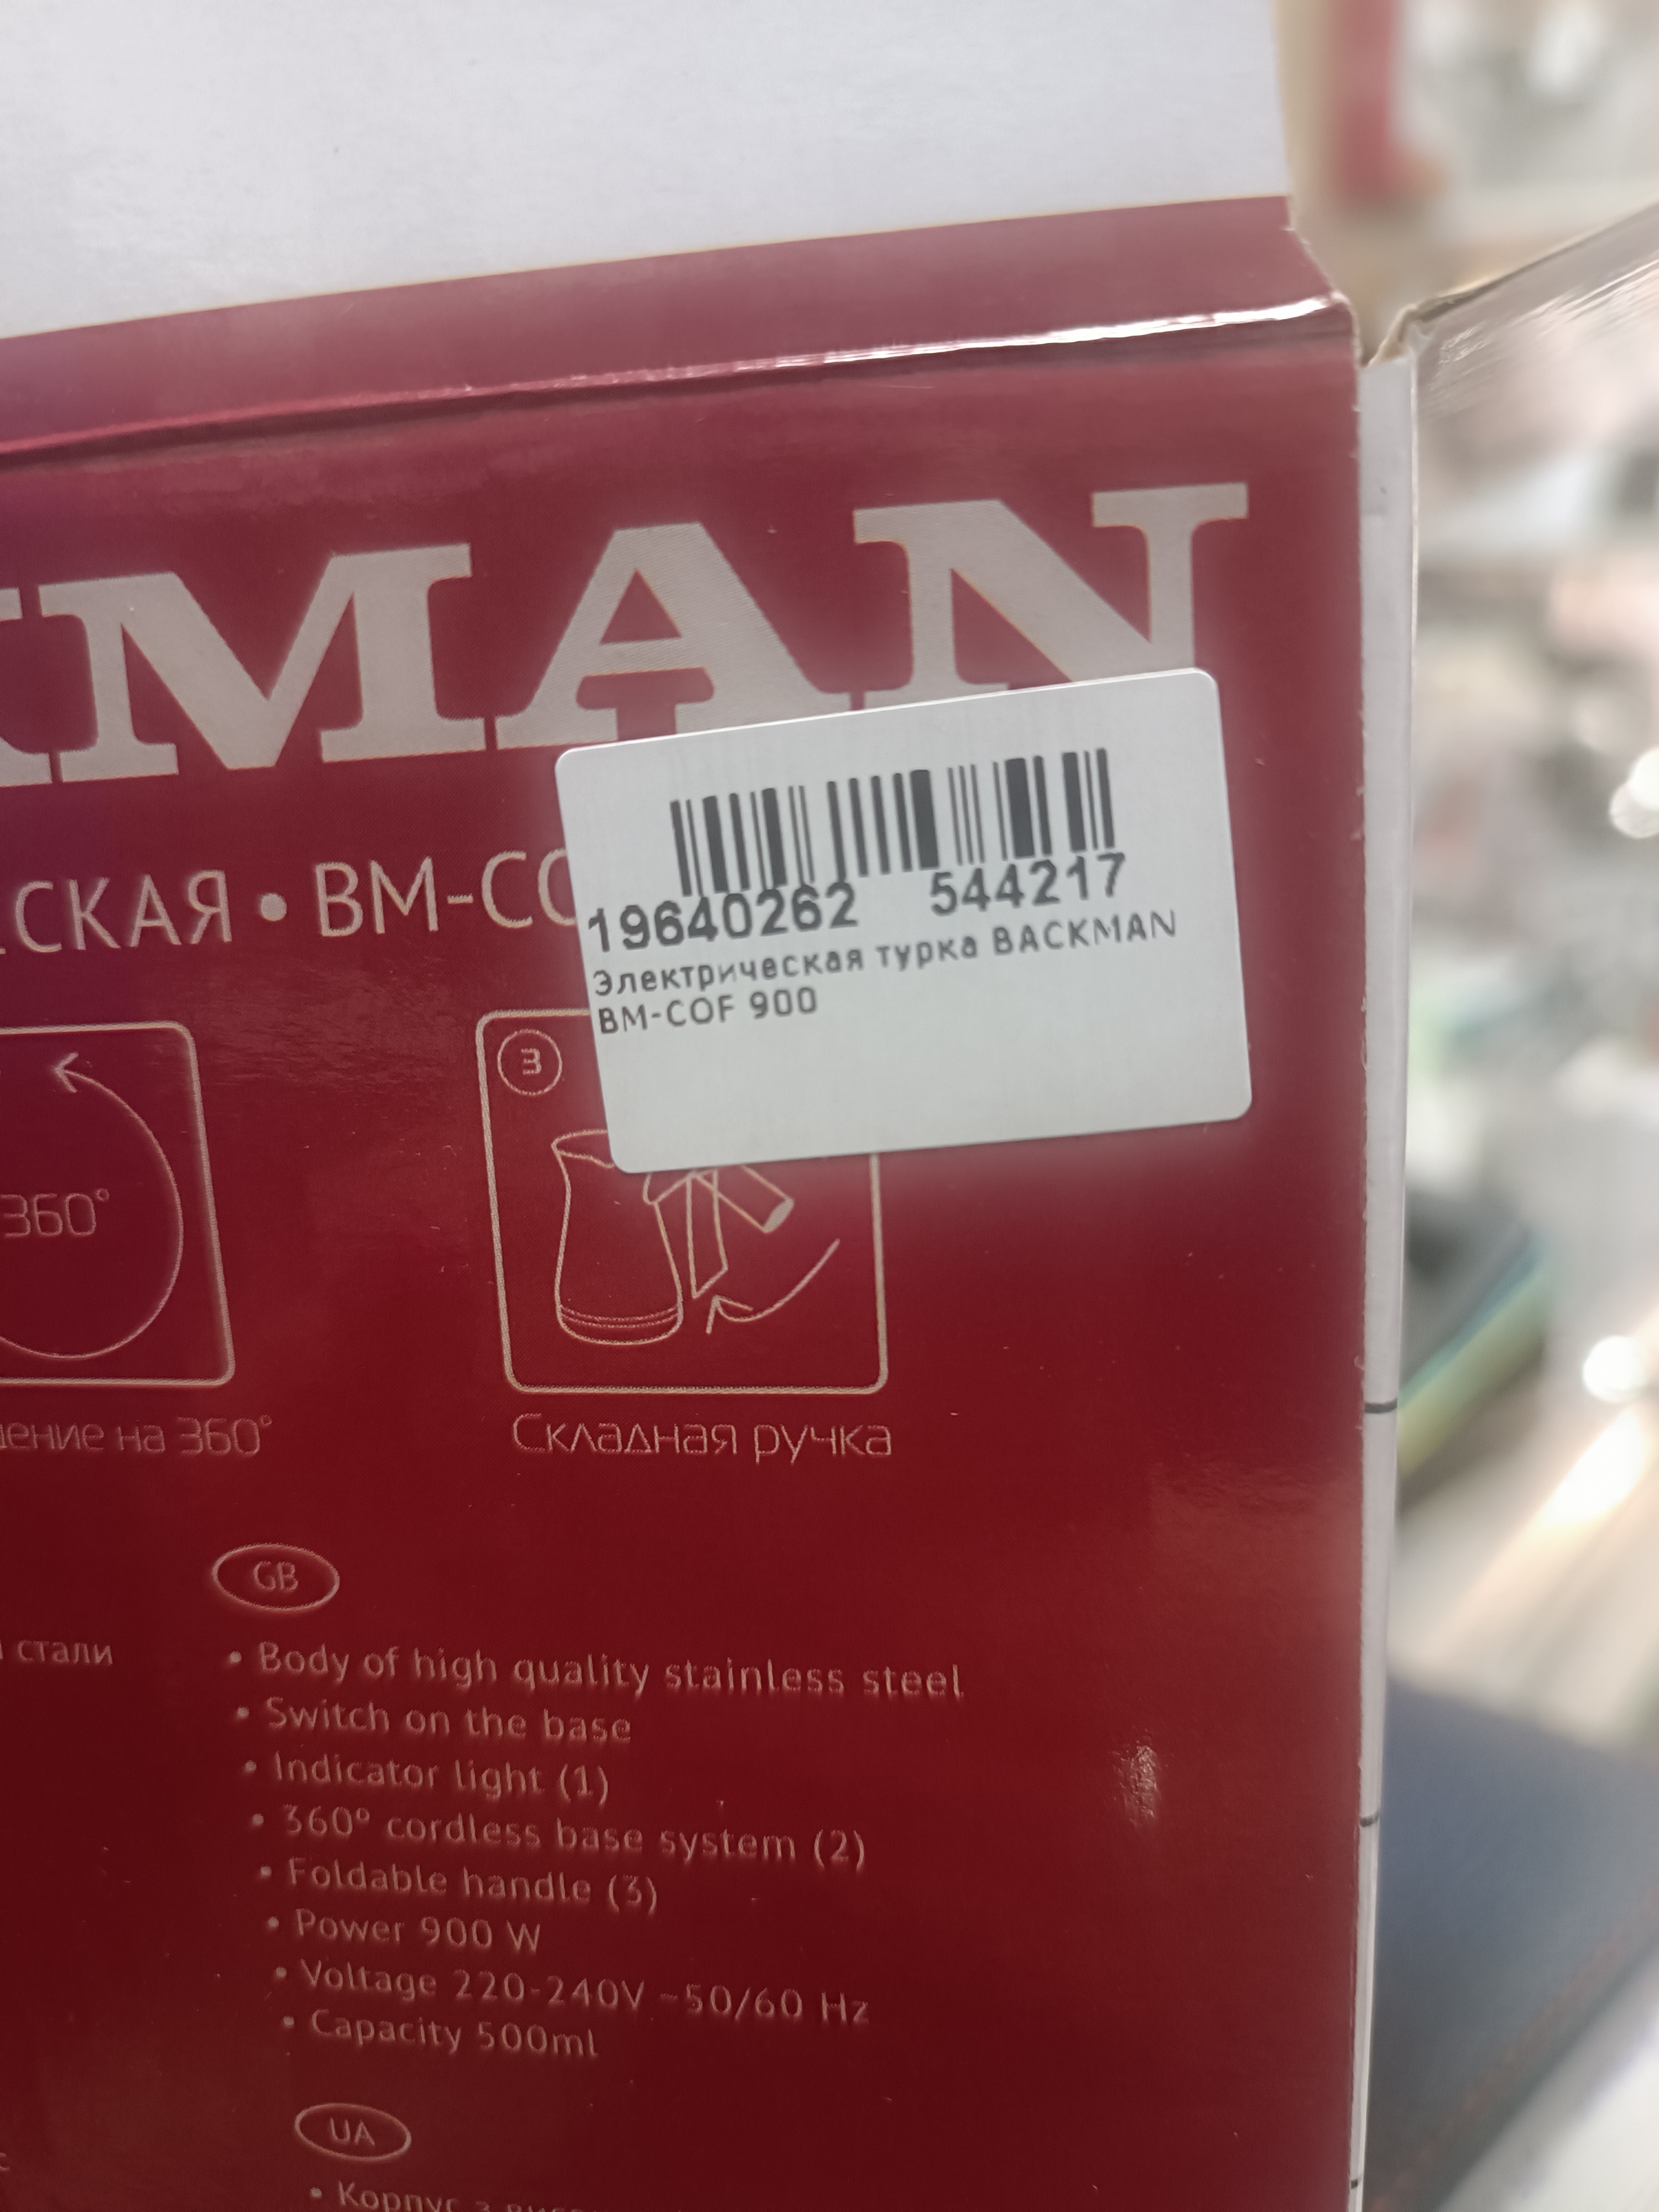 MAN
СКАЯ • BM-CO
19640262 544217
Электрическая турка BACKMAN
BM-COF 900
360°
3
на 360°
Складная ручка
GB
стали
• Body of high quality stainless steel
• Switch on the base
• Indicator light (1)
• 360° cordless base system (2)
• Foldable handle (3)
• Power 900 W
• Voltage 220-240V ~50/60 Hz
• Capacity 500ml
UA
• Корпус з